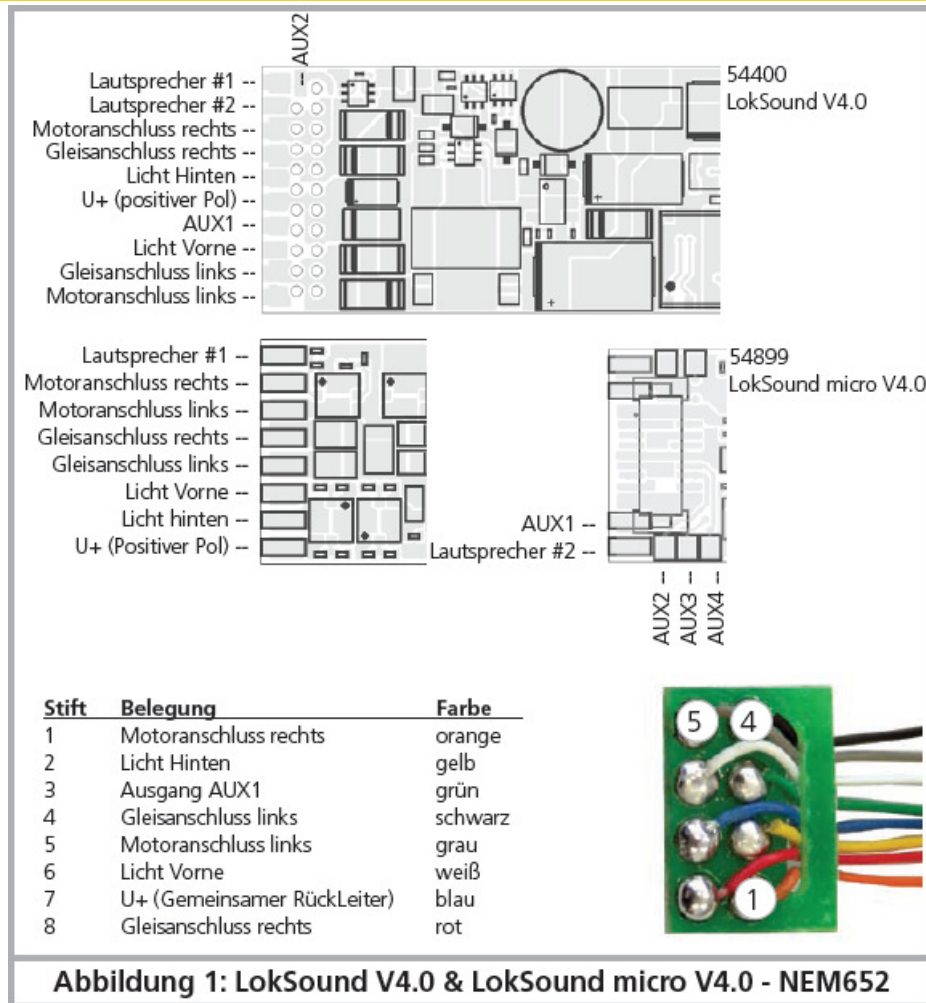 AUX2 --
Lautsprecher #1 --
Lautsprecher #2 --
Motoranschluss rechts --
Gleisanschluss rechts --
Licht Hinten --
U+ (positiver Pol) --
AUX1 --
Licht Vorne --
Gleisanschluss links --
Motoranschluss links --
54400
LokSound V4.0
Lautsprecher #1 --
Motoranschluss rechts --
Motoranschluss links --
Gleisanschluss rechts --
Gleisanschluss links --
Licht Vorne --
Licht hinten --
U+ (Positiver Pol) --
54899
LokSound micro V4.0
AUX1 --
Lautsprecher #2 --
AUX2 --
AUX3 --
AUX4 --
Stift Belegung Farbe
1 Motoranschluss rechts orange
2 Licht Hinten gelb
3 Ausgang AUX1 grün
4 Gleisanschluss links schwarz
5 Motoranschluss links grau
6 Licht Vorne weiß
7 U+ (Gemeinsamer RückLeiter) blau
8 Gleisanschluss rechts rot
5 4
1
Abbildung 1: LokSound V4.0 & LokSound micro V4.0 - NEM652